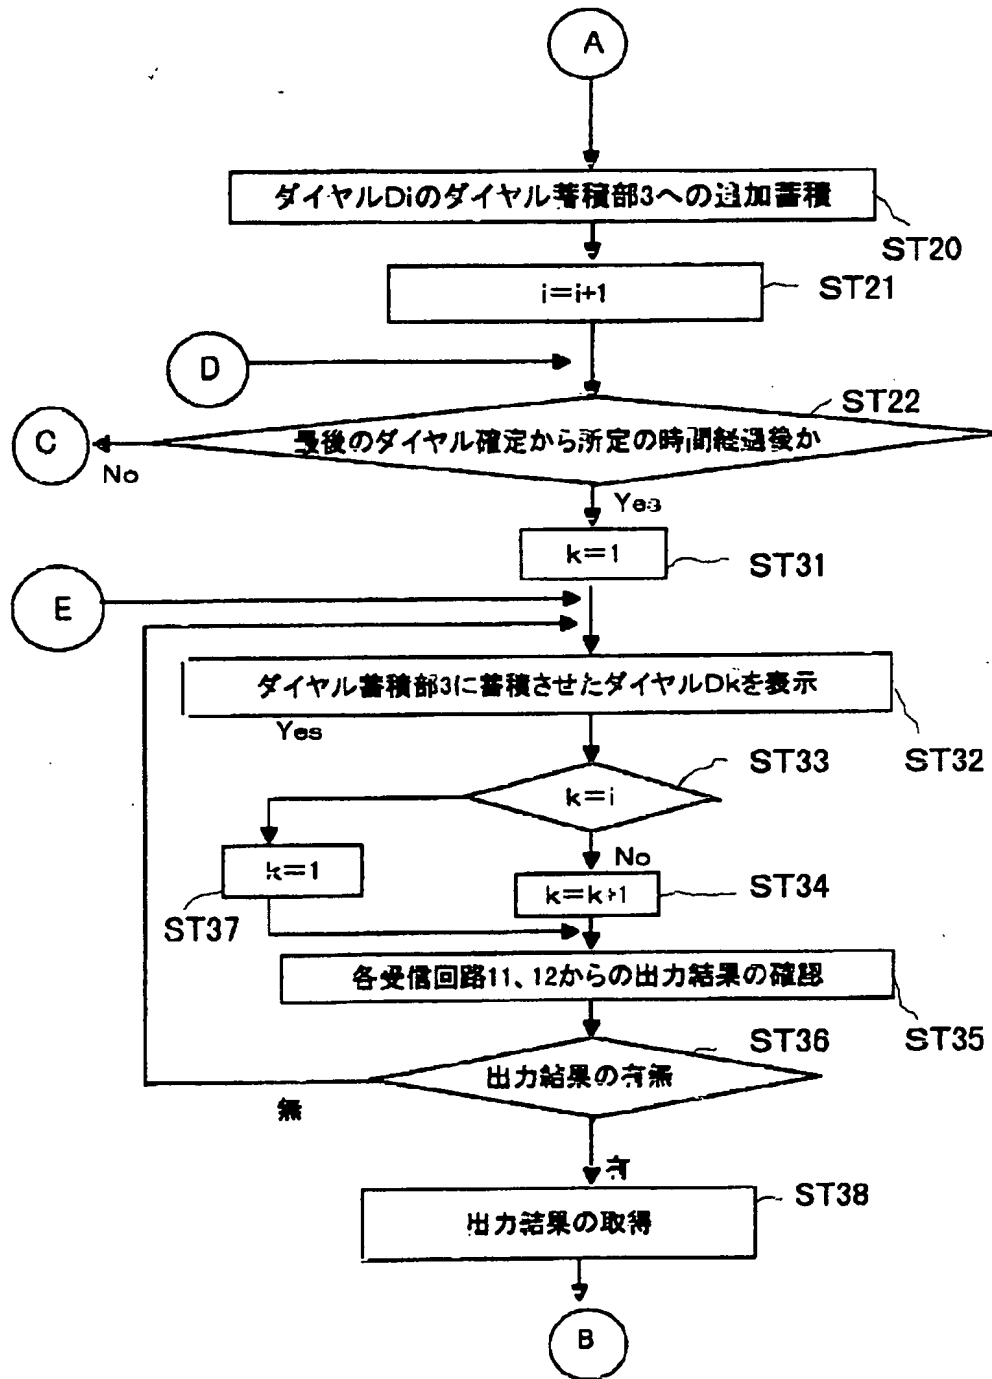 A
ダイヤルDiのダイヤル蓄積部3への追加蓄積
ST20
i=i+1
ST21
D
ST22
C
最後のダイヤル確定から所定の時間経過後か
No
Yes
k=1
ST31
E
ダイヤル蓄積部3に蓄積させたダイヤルDkを表示
Yes
ST32
ST33
k=i
k=1
No
k=k+1
ST34
ST37
各受信回路11、12からの出力結果の確認
ST35
ST36
出力結果の有無
無
有
ST38
出力結果の取得
B